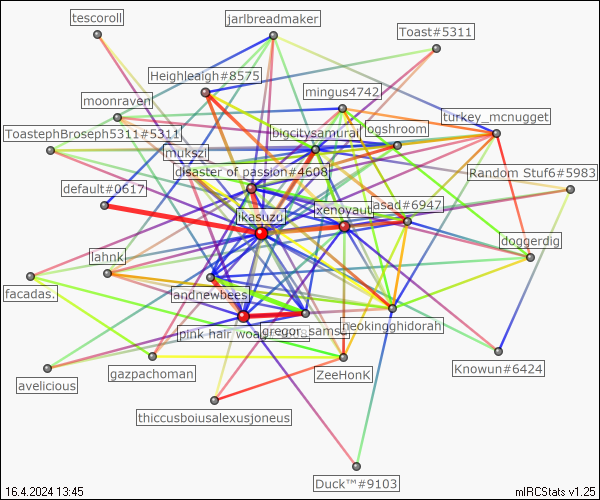 tescoroll
jarlbreadmaker
Toast#5311
Heighleaigh#8575
mingus4742
moonraven
turkey_mcnugget
ogshroom
ToastephBroseph5311#5311
bigcitysamurai
mukszi
disaster of passion#4608
Random Stuf6#5983
default#0617
ikasuzu
xenoyaut
asad#6947
doggerdig
lahnk
facadas.
andnewbees
pink hair woa
gregor_samsa
neokingghidorah
Knowun#6424
gazpachoman
ZeeHonK
avelicious
thiccusboiusalexusjoneus
Duck™#9103
16.4.2024 13:45
mIRCStats v1.25